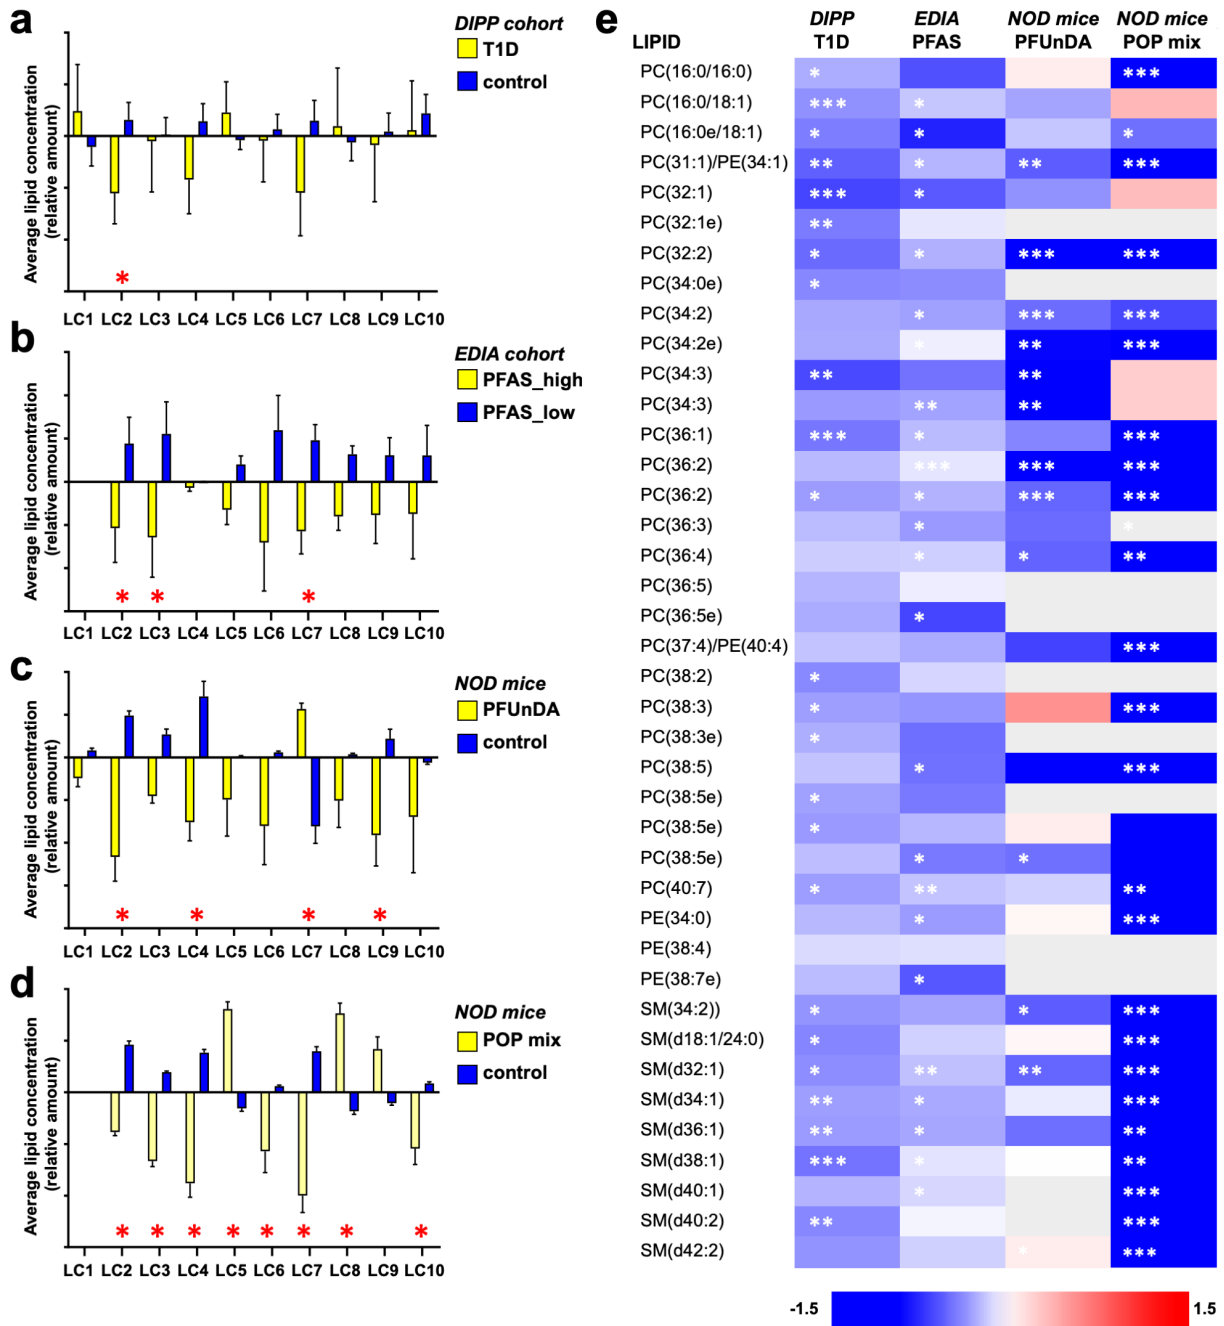 a
DIPP cohort
T1D
control
Average lipid concentration
(relative amount)
*
LC1 LC2 LC3 LC4 LC5 LC6 LC7 LC8 LC9 LC10
b
EDIA cohort
PFAS_high
PFAS_low
Average lipid concentration
(relative amount)
* * *
LC1 LC2 LC3 LC4 LC5 LC6 LC7 LC8 LC9 LC10
c
NOD mice
PFUnDA
control
Average lipid concentration
(relative amount)
* * * *
LC1 LC2 LC3 LC4 LC5 LC6 LC7 LC8 LC9 LC10
d
NOD mice
POP mix
control
Average lipid concentration
(relative amount)
* * * * * * * *
LC1 LC2 LC3 LC4 LC5 LC6 LC7 LC8 LC9 LC10
e
DIPP EDIA NOD mice NOD mice
LIPID T1D PFAS PFUnDA POP mix
PC(16:0/16:0) * ***
PC(16:0/18:1) *** *
PC(16:0e/18:1) * * *
PC(31:1)/PE(34:1) ** * ** ***
PC(32:1) *** *
PC(32:1e) **
PC(32:2) * * *** ***
PC(34:0e) *
PC(34:2) * *** ***
PC(34:2e) * ** ***
PC(34:3) ** **
PC(34:3) ** **
PC(36:1) *** * ***
PC(36:2) *** *** ***
PC(36:2) * * *** ***
PC(36:3) * *
PC(36:4) * * **
PC(36:5)
PC(36:5e) *
PC(37:4)/PE(40:4) ***
PC(38:2) *
PC(38:3) * ***
PC(38:3e) *
PC(38:5) * ***
PC(38:5e) *
PC(38:5e) *
PC(38:5e) * *
PC(40:7) * ** **
PE(34:0) * ***
PE(38:4)
PE(38:7e) *
SM(34:2)) * * ***
SM(d18:1/24:0) * ***
SM(d32:1) * ** ** ***
SM(d34:1) ** * ***
SM(d36:1) ** * **
SM(d38:1) *** * **
SM(d40:1) * ***
SM(d40:2) ** ***
SM(d42:2) * ***
-1.5 1.5